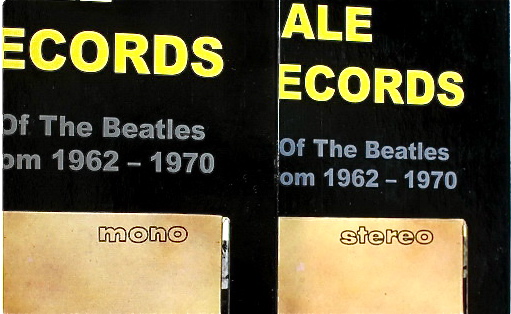 ECORDS
Of The Beatles
om 1962 – 1970
mono
ALE
ECORDS
Of The Beatles
om 1962 – 1970
stereo